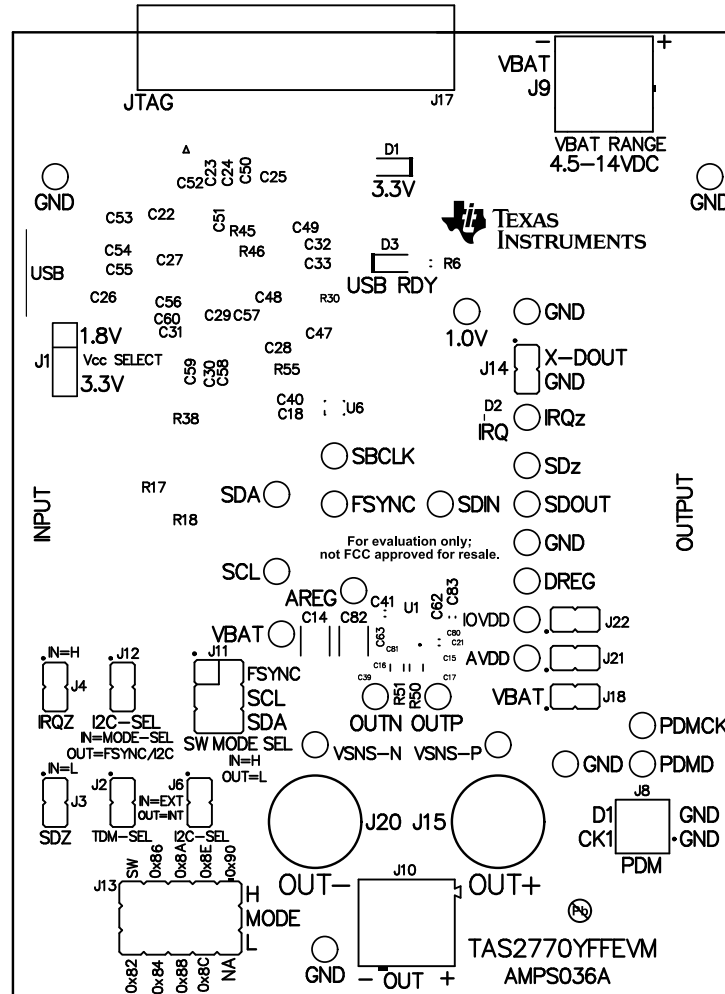 JTAG
J17
- +
VBAT
J9
VBAT RANGE
4.5-14VDC
D1
3.3V
C52
C23
C24
C50
C25
GND
GND
C53
C22
C51
R45
C49
TEXAS
INSTRUMENTS
C54
R46
C32
C55
C27
C33
D3
R6
USB
USB RDY
C26
C56
C48
R30
C60
C29
C57
C31
C47
1.0V
GND
J1
1.8V
Vcc SELECT
3.3V
C28
R55
C59
C30
C58
J14
X-DOUT
GND
C40
C18
U6
R38
D2
IRQ
IRQz
SBCLK
SDz
R17
SDA
FSYNC
SDIN
SDOUT
INPUT
OUTPUT
R18
For evaluation only;
not FCC approved for resale.
GND
SCL
DREG
AREG
C41
U1
C62
C83
C14
C82
IOVDD
J22
VBAT
C63
C81
C80
C21
IN=H
J12
J11
C16
C15
AVDD
J21
J4
FSYNC
C39
R51
R50
C17
SCL
VBAT
J18
IRQZ
I2C-SEL
SDA
OUTN
OUTP
IN=MODE-SEL
OUT=FSYNC/I2C
SW MODE SEL
IN=H
OUT=L
VSNS-N
VSNS-P
PDMCK
GND
PDMD
IN=L
J3
J2
IN=EXT
OUT=INT
J6
SDZ
TDM-SEL
I2C-SEL
J20
J15
J8
D1
GND
CK1
GND
PDM
SW
0x86
0x8A
0x8E
0x90
J13
H
MODE
L
0x82
0x84
0x88
0x8C
NA
OUT-
J10
OUT+
Pb
GND
- OUT +
TAS2770YFFEVM
AMPS036A